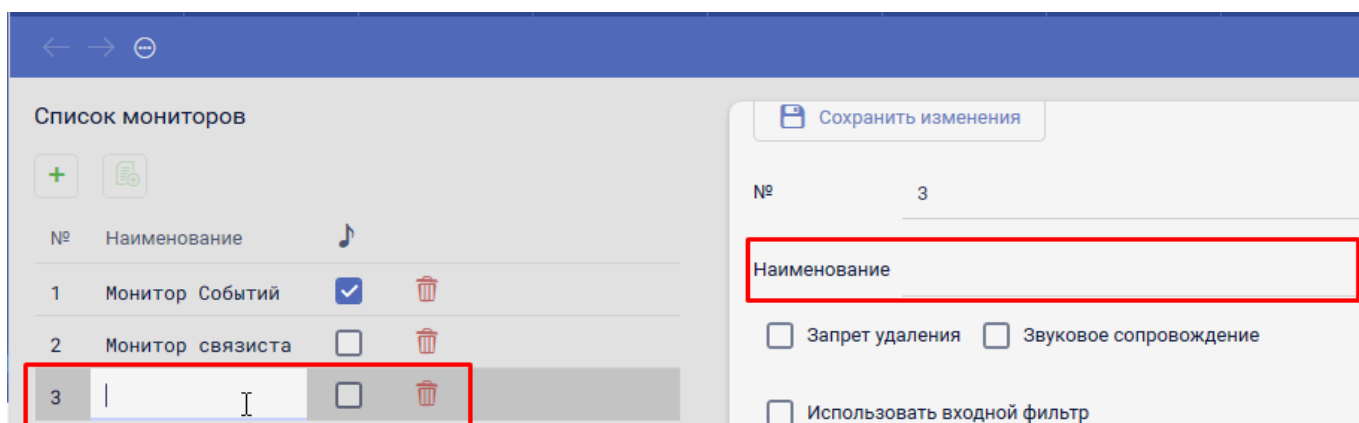 Список мониторов
+
№ Наименование
1 Монитор Событий
2 Монитор связиста
3
Сохранить изменения
№ 3
Наименование
Запрет удаления Звуковое сопровождение
Использовать входной фильтр